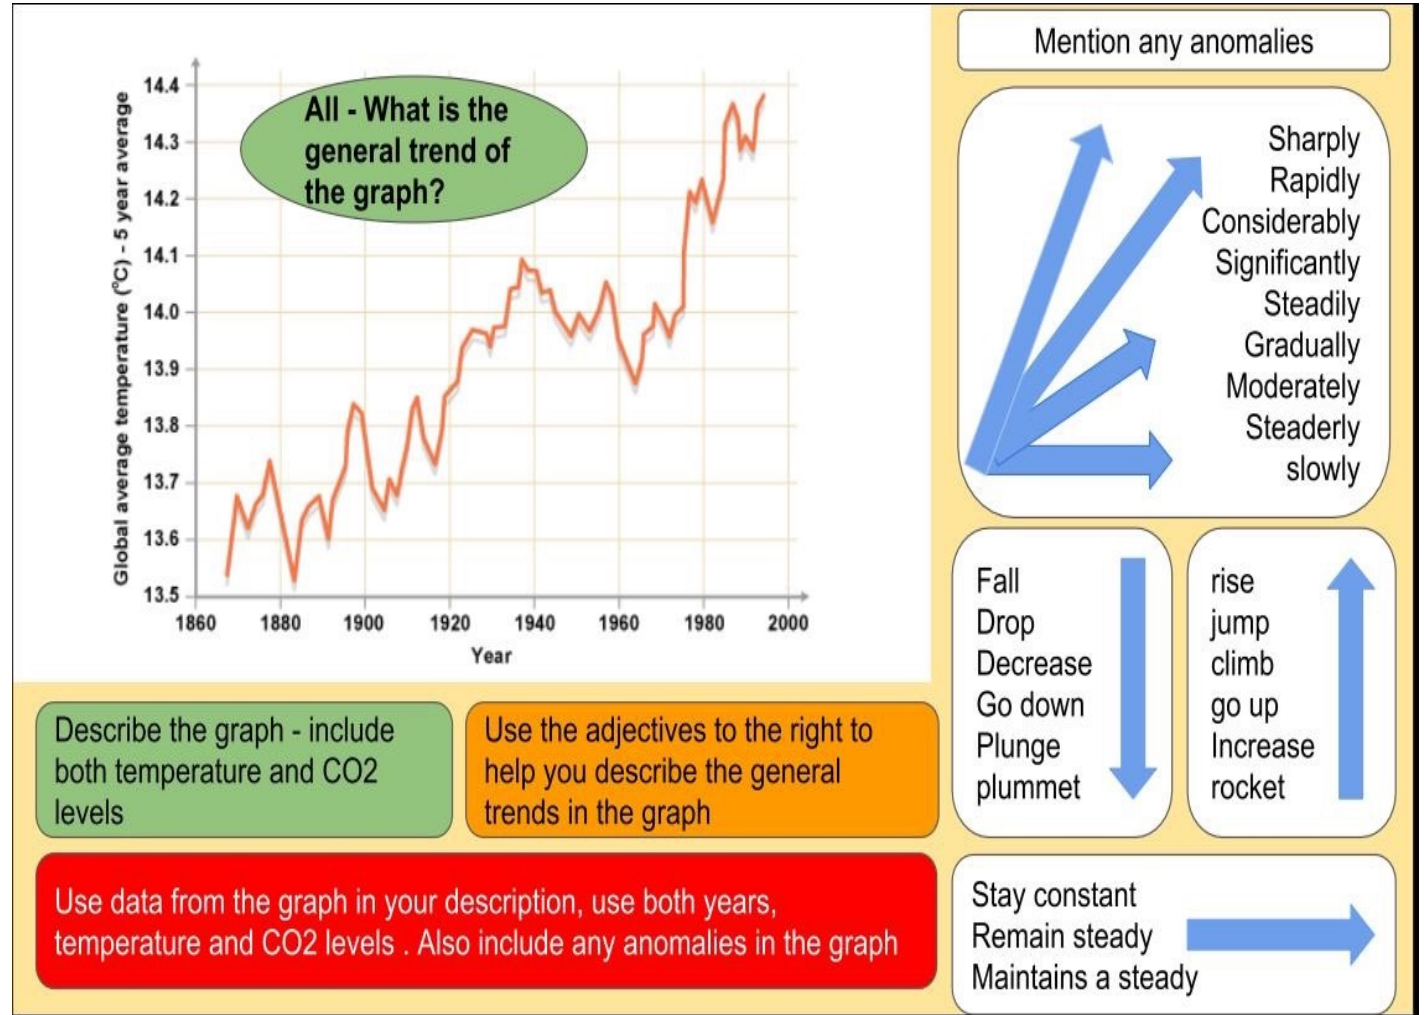 All - What is the
general trend of
the graph?
Global average temperature (°C) - 5 year average
14.4
14.3
14.2
14.1
14.0
13.9
13.8
13.7
13.6
13.5
1860 1880 1900 1920 1940 1960 1980 2000
Year
Mention any anomalies
Sharply
Rapidly
Considerably
Significantly
Steadily
Gradually
Moderately
Steaderly
slowly
Fall
Drop
Decrease
Go down
Plunge
plummet
rise
jump
climb
go up
Increase
rocket
Describe the graph - include
both temperature and CO2
levels
Use the adjectives to the right to
help you describe the general
trends in the graph
Use data from the graph in your description, use both years,
temperature and CO2 levels . Also include any anomalies in the graph
Stay constant
Remain steady
Maintains a steady